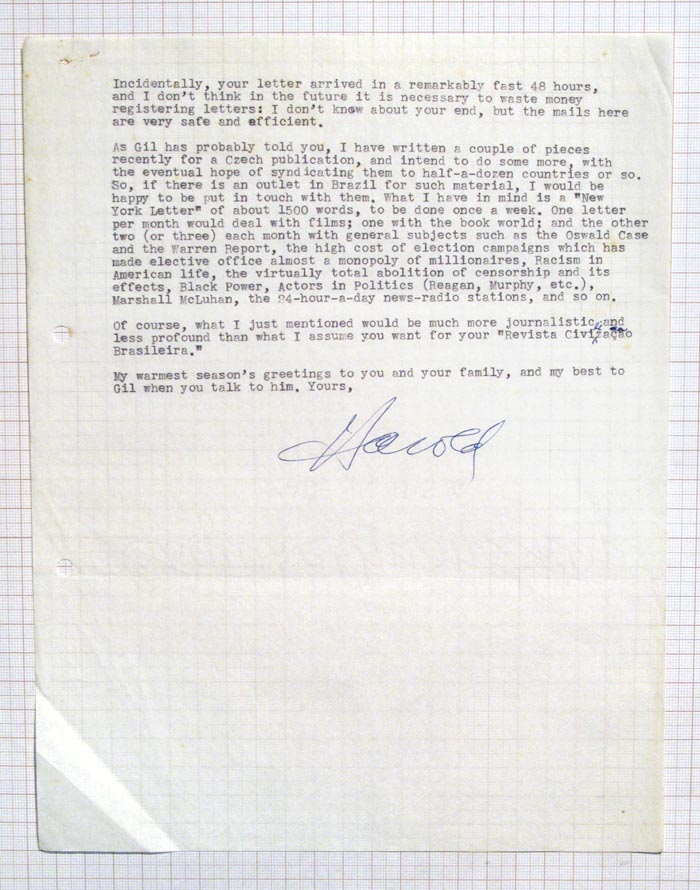 Incidentally, your letter arrived in a remarkably fast 48 hours,
and I don't think in the future it is necessary to waste money
registering letters: I don't know about your end, but the mails here
are very safe and efficient.
As Gil has probably told you, I have written a couple of pieces
recently for a Czech publication, and intend to do some more, with
the eventual hope of syndicating them to half-a-dozen countries or so.
So, if there is an outlet in Brazil for such material, I would be
happy to be put in touch with them. What I have in mind is a "New
York Letter" of about 1500 words, to be done once a week. One letter
per month would deal with films; one with the book world; and the other
two (or three) each month with general subjects such as the Oswald Case
and the Warren Report, the high cost of election campaigns which has
made elective office almost a monopoly of millionaires, Racism in
American life, the virtually total abolition of censorship and its
effects, Black Power, Actors in Politics (Reagan, Murphy, etc.),
Marshall McLuhan, the 24-hour-a-day news-radio stations, and so on.
Of course, what I just mentioned would be much more journalistic and
less profound than what I assume you want for your "Revista Civilização
Brasileira."
My warmest season's greetings to you and your family, and my best to
Gil when you talk to him. Yours,
Harold